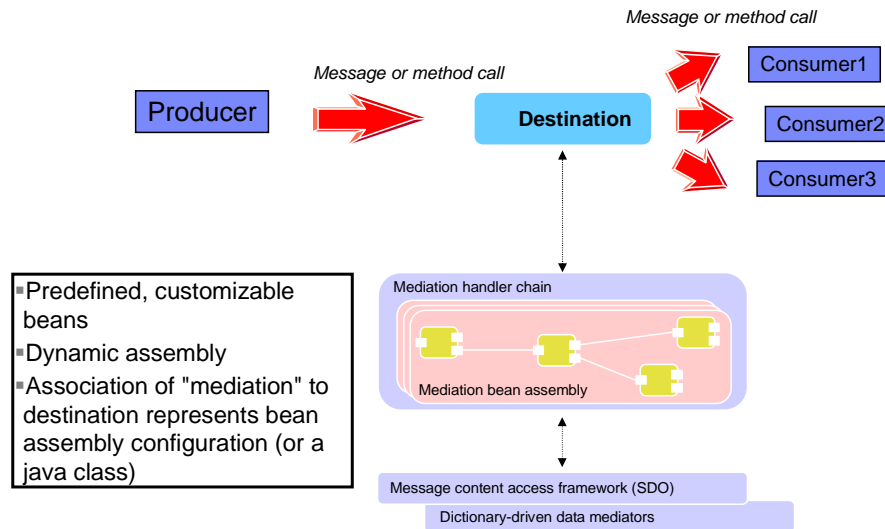 Message or method call
Message or method call
Producer
Destination
Consumer1
Consumer2
Consumer3
▪Predefined, customizable
beans
▪Dynamic assembly
▪Association of "mediation" to
destination represents bean
assembly configuration (or a
java class)
Mediation handler chain
Mediation bean assembly
Message content access framework (SDO)
Dictionary-driven data mediators